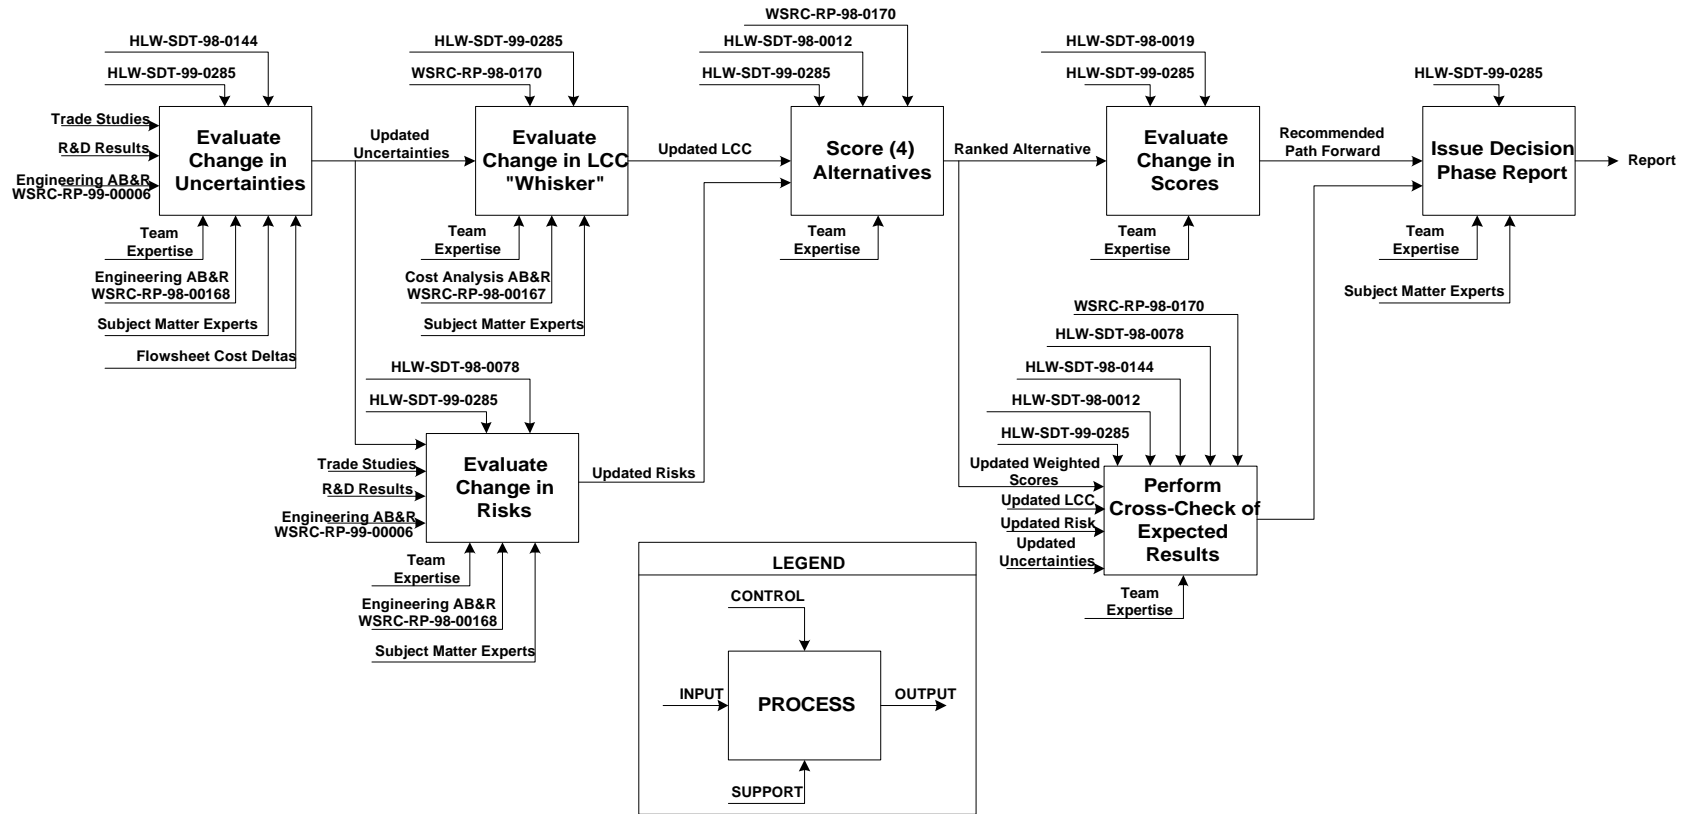 WSRC-RP-98-0170
HLW-SDT-98-0144
HLW-SDT-99-0285
HLW-SDT-98-0012
HLW-SDT-98-0019
HLW-SDT-99-0285
WSRC-RP-98-0170
HLW-SDT-99-0285
HLW-SDT-99-0285
HLW-SDT-99-0285
Trade Studies
R&D Results
Engineering AB&R
WSRC-RP-99-00006
Evaluate
Change in
Uncertainties
Updated
Uncertainties
Evaluate
Change in LCC
"Whisker"
Updated LCC
Score (4)
Alternatives
Ranked Alternative
Evaluate
Change in
Scores
Recommended
Path Forward
Issue Decision
Phase Report
Report
Team
Expertise
Engineering AB&R
WSRC-RP-98-00168
Subject Matter Experts
Flowsheet Cost Deltas
Team
Expertise
Cost Analysis AB&R
WSRC-RP-98-00167
Subject Matter Experts
Team
Expertise
Team
Expertise
Team
Expertise
Subject Matter Experts
HLW-SDT-98-0078
HLW-SDT-99-0285
Trade Studies
R&D Results
Engineering AB&R
WSRC-RP-99-00006
Evaluate
Change in
Risks
Updated Risks
Team
Expertise
Engineering AB&R
WSRC-RP-98-00168
Subject Matter Experts
WSRC-RP-98-0170
HLW-SDT-98-0078
HLW-SDT-98-0144
HLW-SDT-98-0012
HLW-SDT-99-0285
Updated Weighted
Scores
Updated LCC
Updated Risk
Updated
Uncertainties
Perform
Cross-Check of
Expected
Results
Team
Expertise
LEGEND
CONTROL
INPUT
PROCESS
OUTPUT
SUPPORT